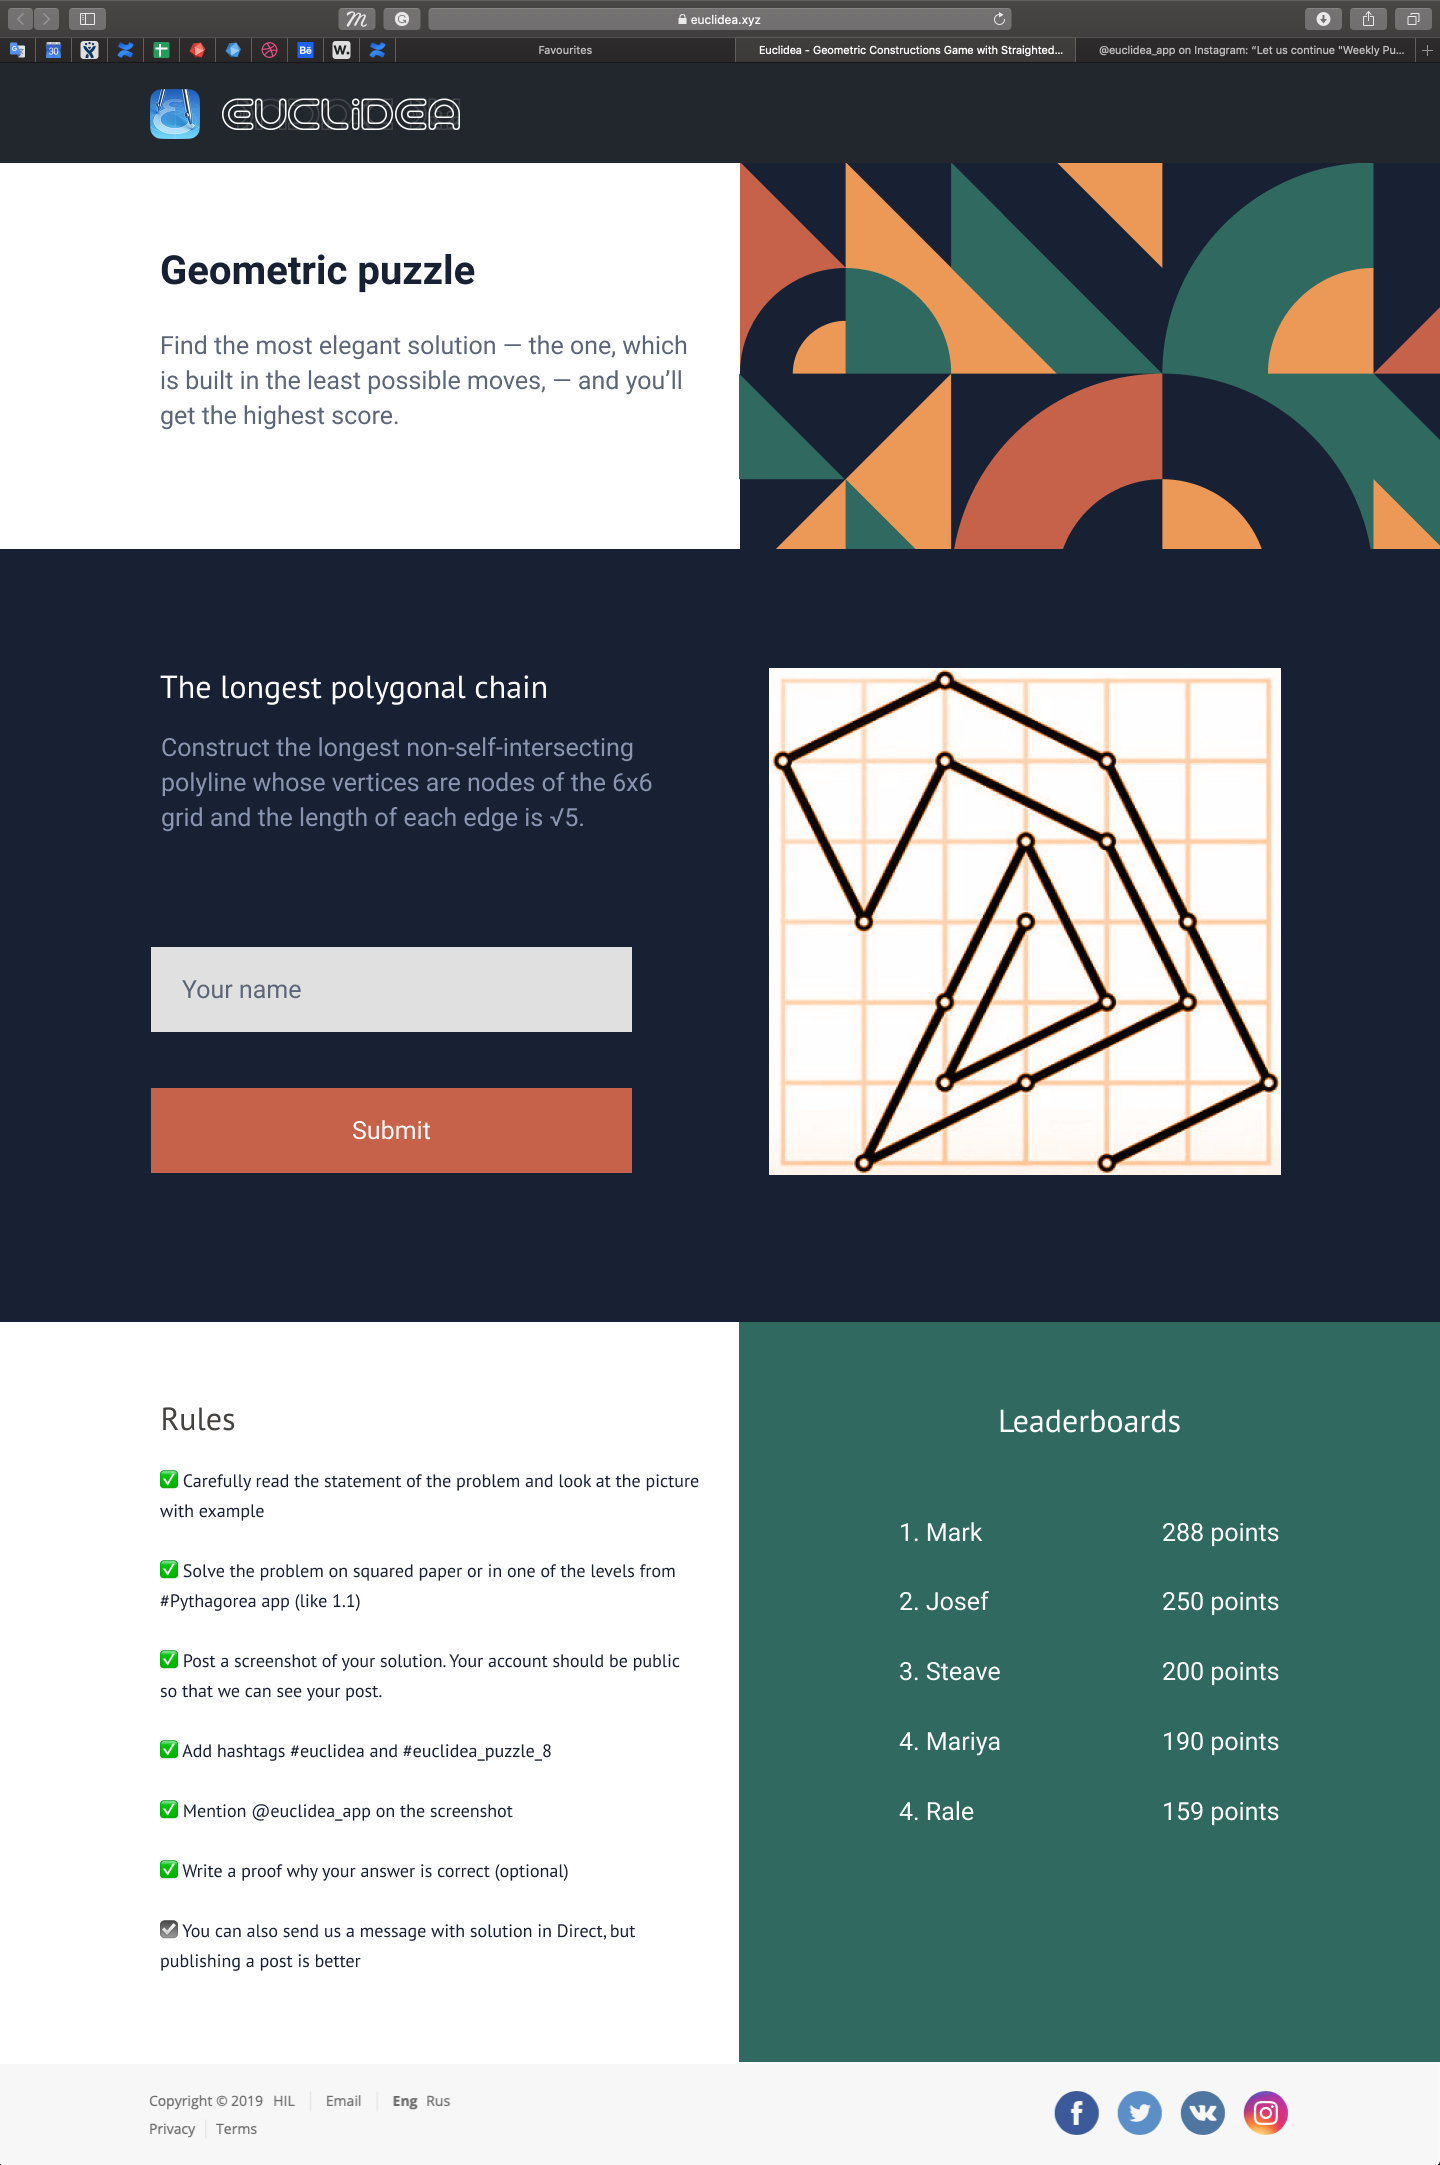 euclidea.xyz
30
Bē
W.
Favourites
Euclidea - Geometric Constructions Game with Straighted...
@euclidea_app on Instagram: “Let us continue "Weekly Pu...
EUCLiDEA
Geometric puzzle
Find the most elegant solution — the one, which
is built in the least possible moves, — and you’ll
get the highest score.
The longest polygonal chain
Construct the longest non-self-intersecting
polyline whose vertices are nodes of the 6x6
grid and the length of each edge is √5.
Your name
Submit
Rules
✅ Carefully read the statement of the problem and look at the picture
with example
✅ Solve the problem on squared paper or in one of the levels from
#Pythagorea app (like 1.1)
✅ Post a screenshot of your solution. Your account should be public
so that we can see your post.
✅ Add hashtags #euclidea and #euclidea_puzzle_8
✅ Mention @euclidea_app on the screenshot
✅ Write a proof why your answer is correct (optional)
☑ You can also send us a message with solution in Direct, but
publishing a post is better
Leaderboards
1. Mark 288 points
2. Josef 250 points
3. Steave 200 points
4. Mariya 190 points
4. Rale 159 points
Copyright © 2019 HIL Email Eng Rus
Privacy Terms